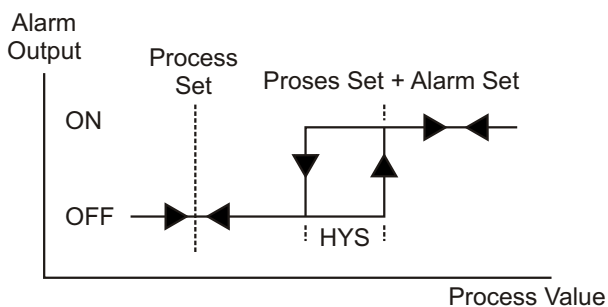 Alarm
Output
Process
Set
Proses Set + Alarm Set
ON
OFF
HYS
Process Value